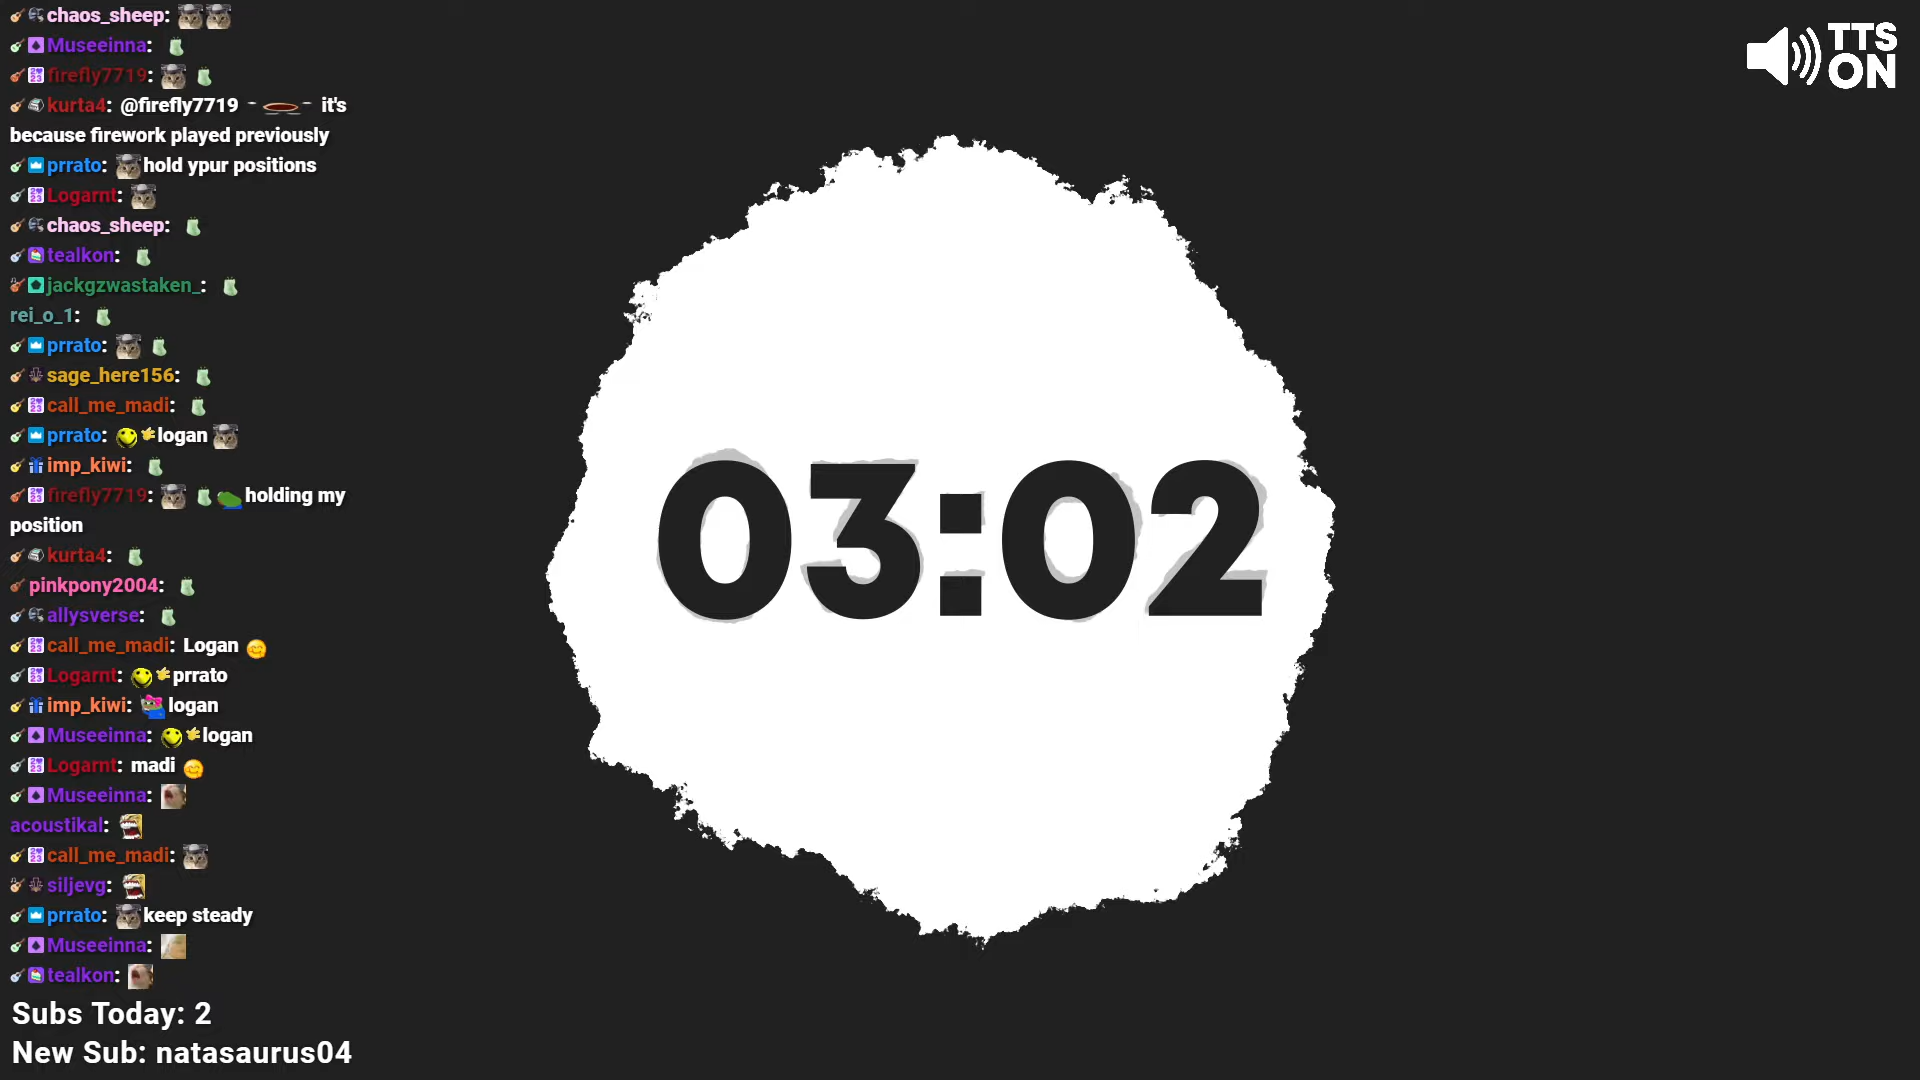 chaos_sheep:
Museeinna:
firefly7719:
kurta4: @firefly7719 it's
because firework played previously
prrato: hold ypur positions
Logarnt:
chaos_sheep:
tealkon:
jackgzwastaken_:
rei_o_1:
prrato:
sage_here156:
call_me_madi:
prrato: logan
imp_kiwi:
firefly7719: holding my
position
kurta4:
pinkpony2004:
allysverse:
call_me_madi: Logan
Logarnt: prrato
imp_kiwi: logan
Museeinna: logan
Logarnt: madi
Museeinna:
acoustikal:
call_me_madi:
siljevg:
prrato: keep steady
Museeinna:
tealkon:
Subs Today: 2
New Sub: natasaurus04
03:02
TTS
ON